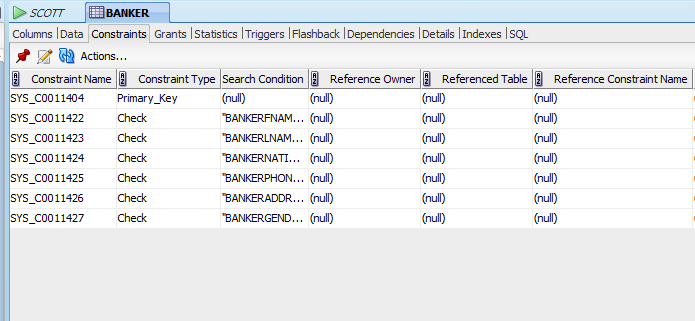 SCOTT BANKER
Columns Data Constraints Grants Statistics Triggers Flashback Dependencies Details Indexes SQL
Actions...
Constraint Name Constraint Type Search Condition Reference Owner Referenced Table Reference Constraint Name
SYS_C0011404 Primary_Key (null) (null) (null) (null)
SYS_C0011422 Check "BANKERFNAM... (null) (null) (null)
SYS_C0011423 Check "BANKERLNAM... (null) (null) (null)
SYS_C0011424 Check "BANKERNATI... (null) (null) (null)
SYS_C0011425 Check "BANKERPHON... (null) (null) (null)
SYS_C0011426 Check "BANKERADDR... (null) (null) (null)
SYS_C0011427 Check "BANKERGEND... (null) (null) (null)